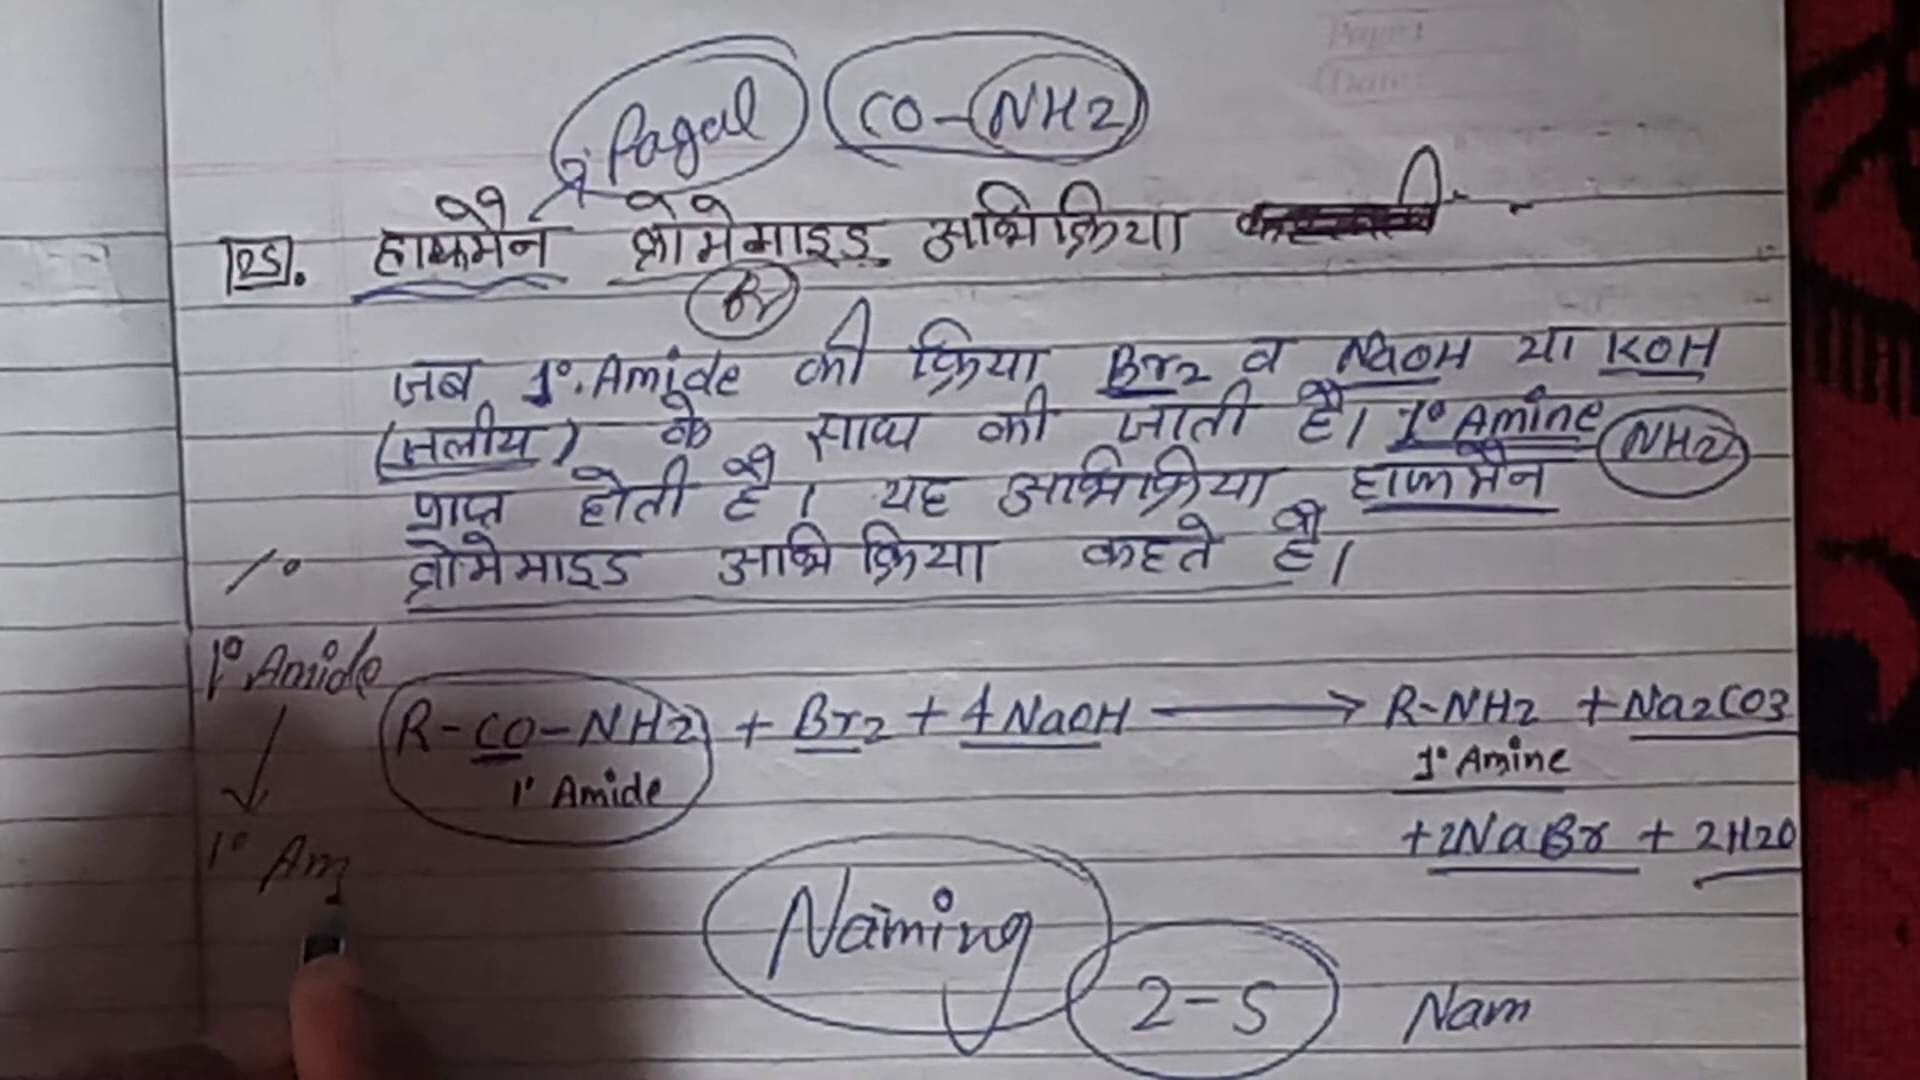 Pagal CO-NH2
25. हाफमैन ब्रोमेमाइड अभिक्रिया
Br
जब 1°. Amide की क्रिया Br2 व NaOH या KOH
(जलीय) के साथ की जाती है। 1° Amine NH2
प्राप्त होती है। यह अभिक्रिया हाफमैन
ब्रोमेमाइड अभिक्रिया कहते है।
1°
1° Amide
R-CO-NH2 + Br2 + 4NaOH → R-NH2 + Na2CO3
1° Amide 1° Amine
+2NaBr + 2H2O
1° Am
Naming
2-S Nam